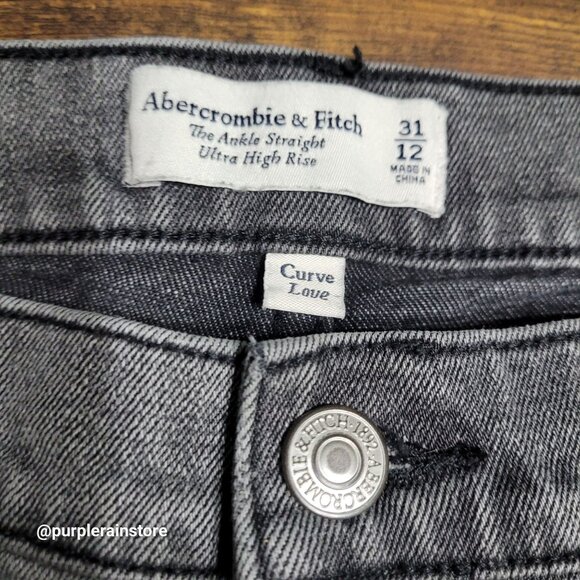 Abercrombie & Fitch
The Ankle Straight
Ultra High Rise
31
12
MADE IN
CHINA
Curve
Love
ABERCROMBIE & FITCH · 1892 ·
@purplerainstore